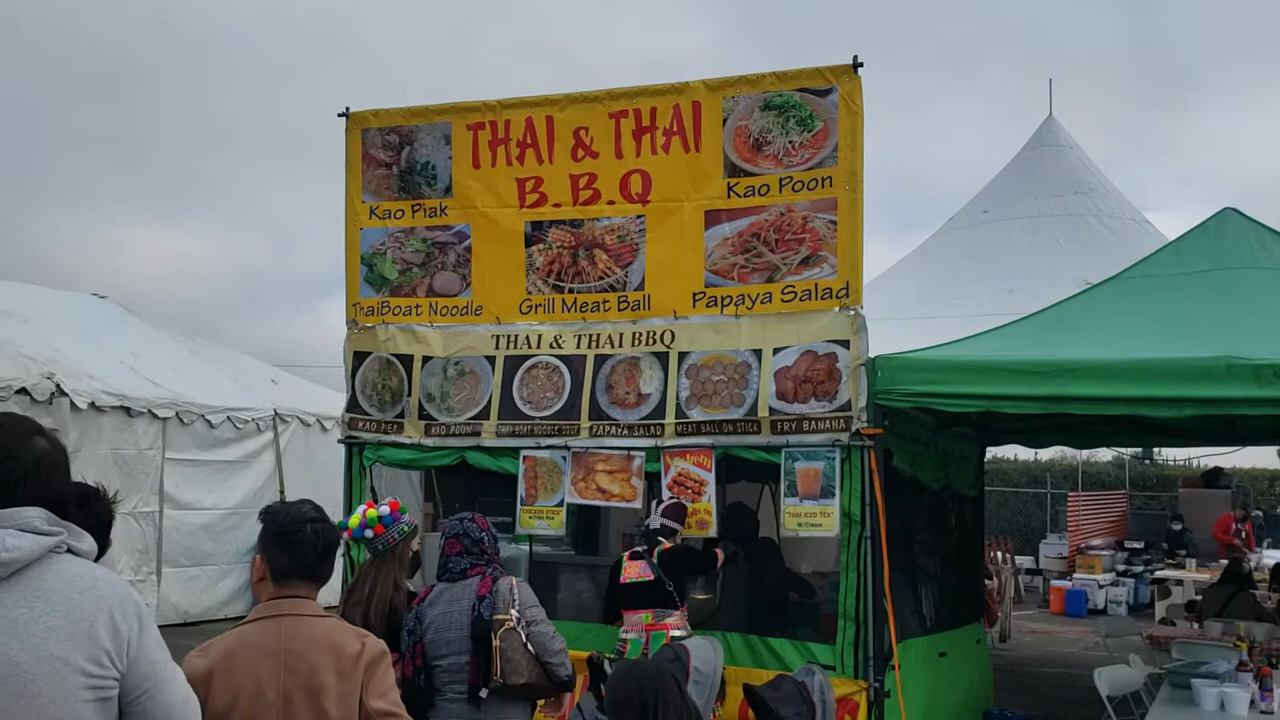 THAI & THAI
B.B.Q
Kao Piak
Kao Poon
ThaiBoat Noodle
Grill Meat Ball
Papaya Salad
THAI & THAI BBQ
KAO PIEK
KAO POON
THAI BOAT NOODLE SOUP
PAPAYA SALAD
MEAT BALL ON STICK
FRY BANANA
"CHICKEN STICK"
"THAI ICED TEA"
W/Cream